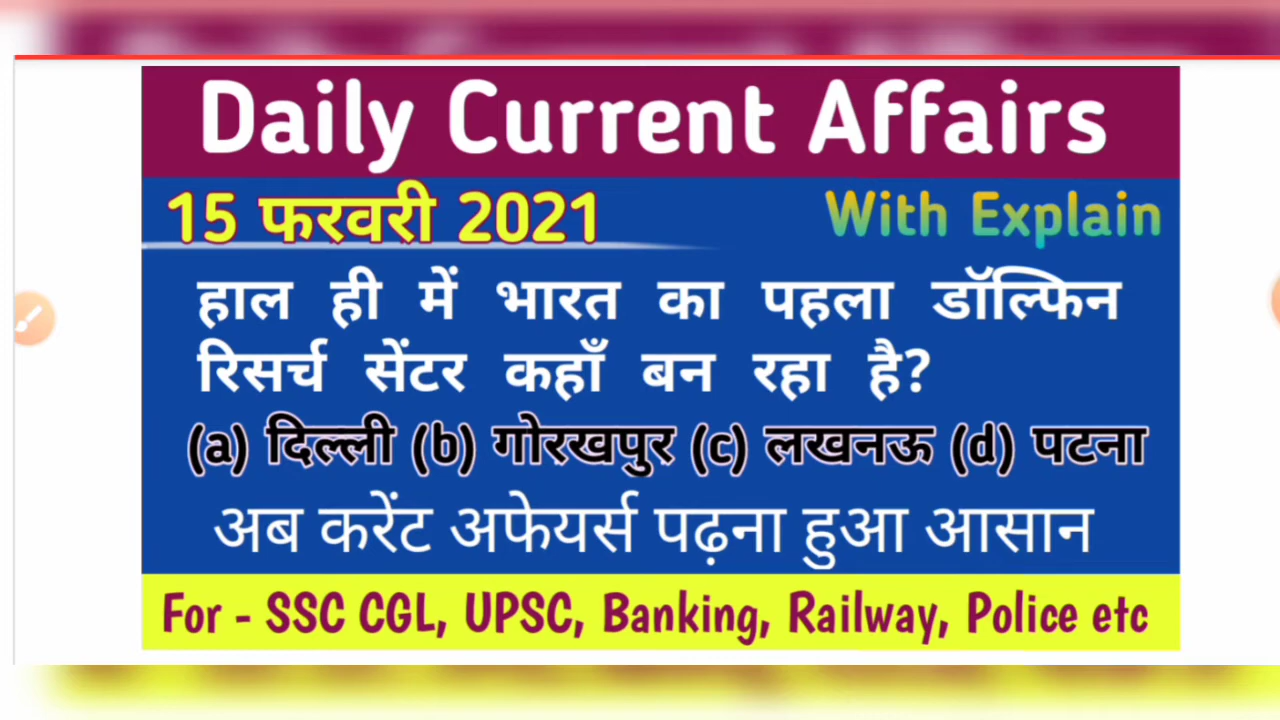 Daily Current Affairs
15 फरवरी 2021 With Explain
हाल ही में भारत का पहला डॉल्फिन
रिसर्च सेंटर कहाँ बन रहा है?
(a) दिल्ली (b) गोरखपुर (c) लखनऊ (d) पटना
अब करेंट अफेयर्स पढ़ना हुआ आसान
For - SSC CGL, UPSC, Banking, Railway, Police etc